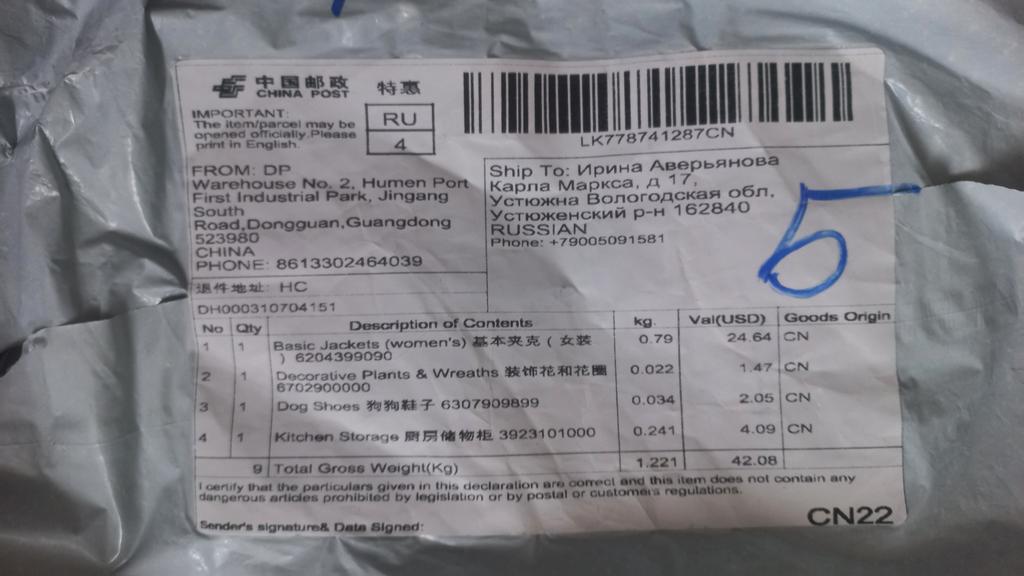 中国邮政
CHINA POST
特惠
IMPORTANT:
The item/parcel may be
opened officially.Please
print in English.
RU
4
LK778741287CN
FROM: DP
Warehouse No. 2, Humen Port
First Industrial Park, Jingang
South
Road,Dongguan,Guangdong
523980
CHINA
PHONE: 8613302464039
Ship To: Ирина Аверьянова
Карла Маркса, д 17,
Устюжна Вологодская обл,
Устюженский р-н 162840
RUSSIAN
Phone: +79005091581
5
退件地址: HC
DH000310704151
No Qty Description of Contents kg. Val(USD) Goods Origin
1 1 Basic Jackets (women's) 基本夹克 ( 女装 0.79 24.64 CN
) 6204399090
2 1 Decorative Plants & Wreaths 装饰花和花圈 0.022 1.47 CN
6702900000
3 1 Dog Shoes 狗狗鞋子 6307909899 0.034 2.05 CN
4 1 Kitchen Storage 厨房储物柜 3923101000 0.241 4.09 CN
9 Total Gross Weight(Kg) 1.221 42.08
I certify that the particulars given in this declaration are correct and this item does not contain any
dangerous articles prohibited by legislation or by postal or customers regulations.
Sender's signature& Data Signed:
CN22